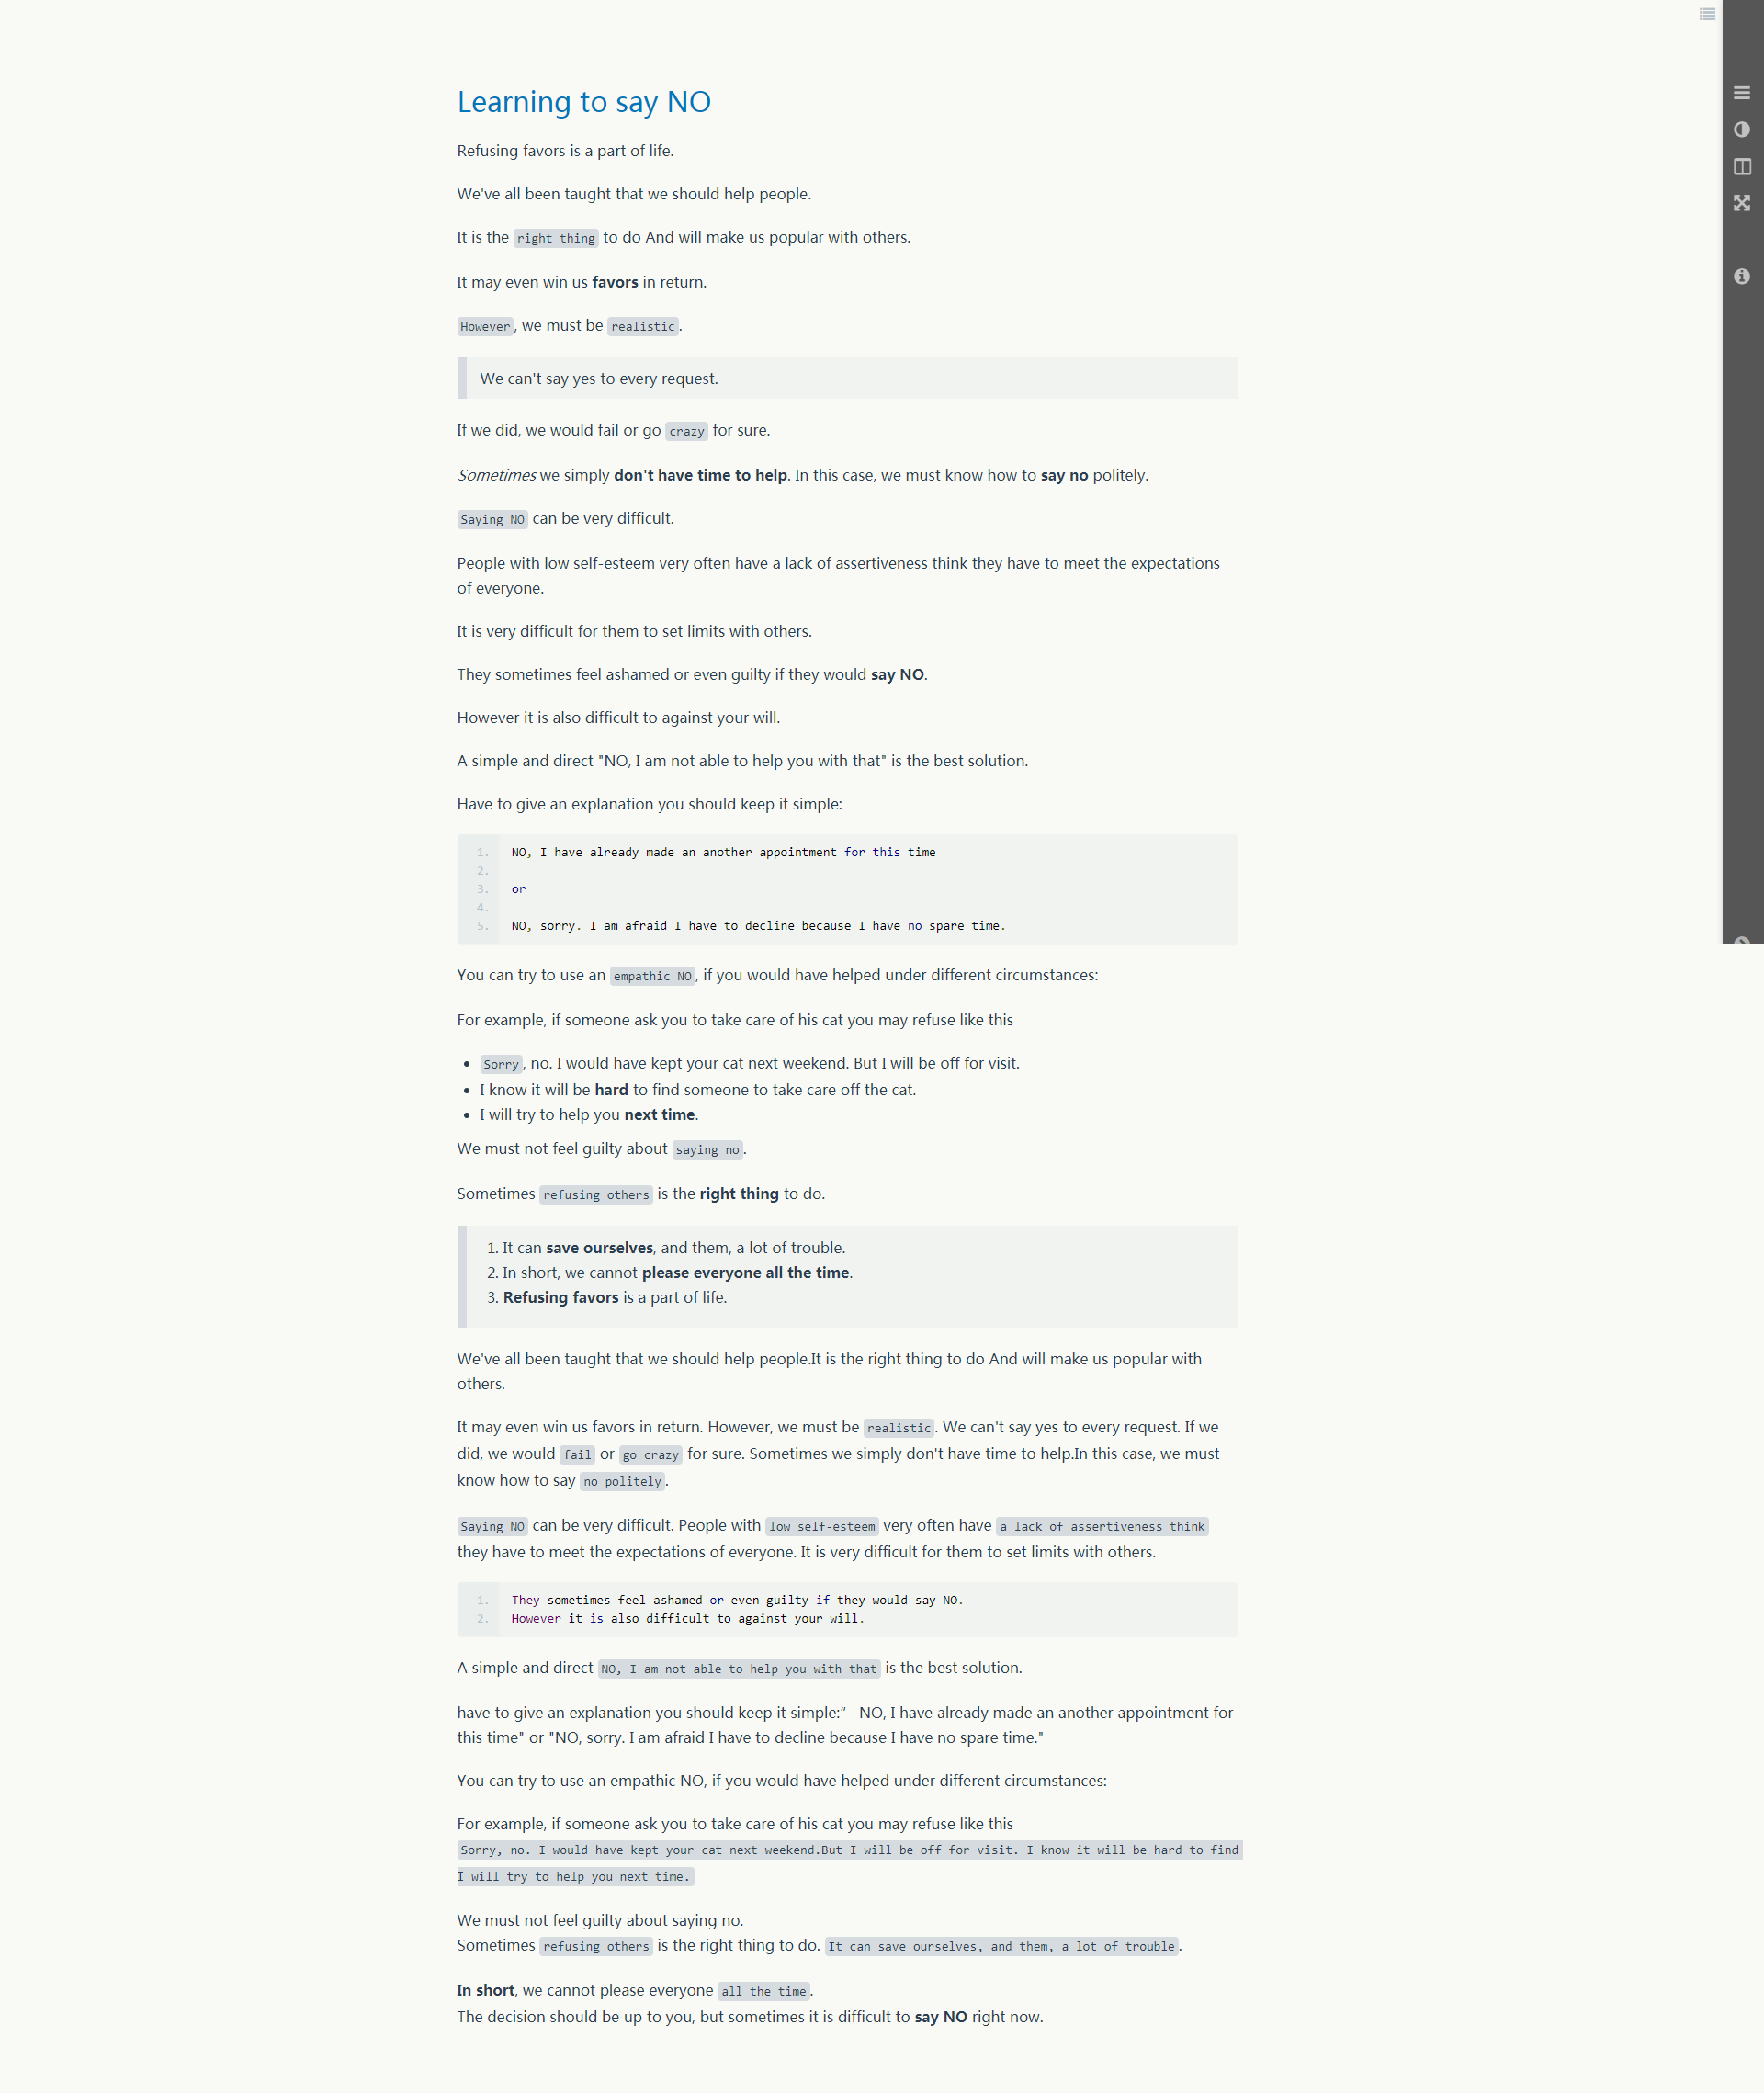 Learning to say NO
Refusing favors is a part of life.
We've all been taught that we should help people.
It is the right thing to do And will make us popular with others.
It may even win us favors in return.
However, we must be realistic.
We can't say yes to every request.
If we did, we would fail or go crazy for sure.
Sometimes we simply don't have time to help. In this case, we must know how to say no politely.
Saying NO can be very difficult.
People with low self-esteem very often have a lack of assertiveness think they have to meet the expectations
of everyone.
It is very difficult for them to set limits with others.
They sometimes feel ashamed or even guilty if they would say NO.
However it is also difficult to against your will.
A simple and direct "NO, I am not able to help you with that" is the best solution.
Have to give an explanation you should keep it simple:
1. NO, I have already made an another appointment for this time
2.
3. or
4.
5. NO, sorry. I am afraid I have to decline because I have no spare time.
You can try to use an empathic NO, if you would have helped under different circumstances:
For example, if someone ask you to take care of his cat you may refuse like this
• Sorry, no. I would have kept your cat next weekend. But I will be off for visit.
• I know it will be hard to find someone to take care off the cat.
• I will try to help you next time.
We must not feel guilty about saying no.
Sometimes refusing others is the right thing to do.
1. It can save ourselves, and them, a lot of trouble.
2. In short, we cannot please everyone all the time.
3. Refusing favors is a part of life.
We've all been taught that we should help people.It is the right thing to do And will make us popular with
others.
It may even win us favors in return. However, we must be realistic. We can't say yes to every request. If we
did, we would fail or go crazy for sure. Sometimes we simply don't have time to help.In this case, we must
know how to say no politely.
Saying NO can be very difficult. People with low self-esteem very often have a lack of assertiveness think
they have to meet the expectations of everyone. It is very difficult for them to set limits with others.
1. They sometimes feel ashamed or even guilty if they would say NO.
2. However it is also difficult to against your will.
A simple and direct NO, I am not able to help you with that is the best solution.
have to give an explanation you should keep it simple:“ NO, I have already made an another appointment for
this time" or "NO, sorry. I am afraid I have to decline because I have no spare time."
You can try to use an empathic NO, if you would have helped under different circumstances:
For example, if someone ask you to take care of his cat you may refuse like this
Sorry, no. I would have kept your cat next weekend.But I will be off for visit. I know it will be hard to find
I will try to help you next time.
We must not feel guilty about saying no.
Sometimes refusing others is the right thing to do. It can save ourselves, and them, a lot of trouble.
In short, we cannot please everyone all the time.
The decision should be up to you, but sometimes it is difficult to say NO right now.